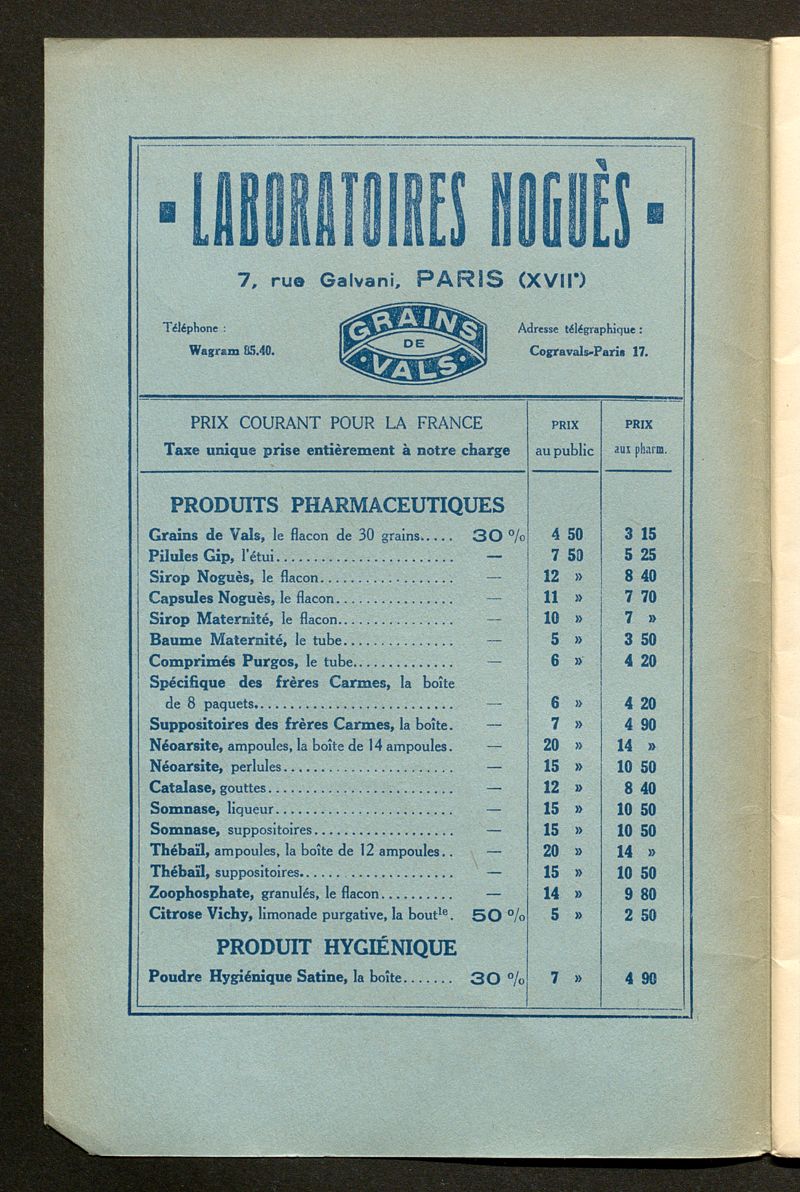 ▪ LABORATOIRES NOGUÈS ▪
7, rue Galvani, PARIS (XVIIᵉ)
Téléphone :
Wagram 85.40.
GRAINS
DE
VALS
Adresse télégraphique :
Cogravals-Paris 17.
PRIX COURANT POUR LA FRANCE
Taxe unique prise entièrement à notre charge
PRIX
au public
PRIX
aux pharm.
PRODUITS PHARMACEUTIQUES
Grains de Vals, le flacon de 30 grains..... 30 % 4 50 3 15
Pilules Gip, l'étui........................ — 7 50 5 25
Sirop Noguès, le flacon.................. — 12 » 8 40
Capsules Noguès, le flacon................ — 11 » 7 70
Sirop Maternité, le flacon................ — 10 » 7 »
Baume Maternité, le tube............... — 5 » 3 50
Comprimés Purgos, le tube.............. — 6 » 4 20
Spécifique des frères Carmes, la boîte
de 8 paquets........................... — 6 » 4 20
Suppositoires des frères Carmes, la boîte. — 7 » 4 90
Néoarsite, ampoules, la boîte de 14 ampoules. — 20 » 14 »
Néoarsite, perlules....................... — 15 » 10 50
Catalase, gouttes......................... — 12 » 8 40
Somnase, liqueur........................ — 15 » 10 50
Somnase, suppositoires................... — 15 » 10 50
Thébaïl, ampoules, la boîte de 12 ampoules.. — 20 » 14 »
Thébaïl, suppositoires..................... — 15 » 10 50
Zoophosphate, granulés, le flacon.......... — 14 » 9 80
Citrose Vichy, limonade purgative, la boutˡᵉ. 50 % 5 » 2 50
PRODUIT HYGIÉNIQUE
Poudre Hygiénique Satine, la boîte....... 30 % 7 » 4 90